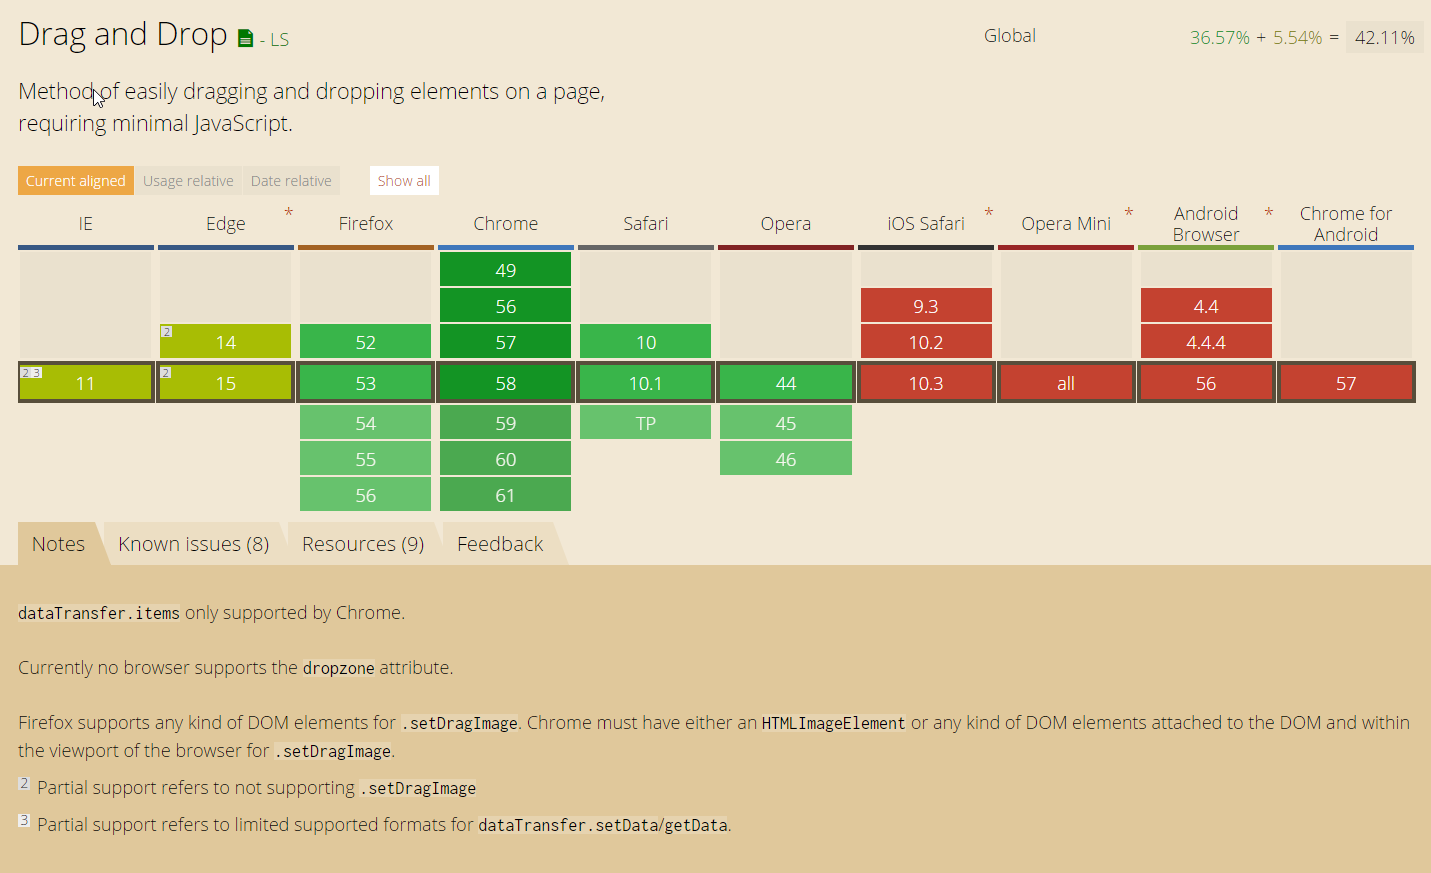 Drag and Drop - LS
Global 36.57% + 5.54% = 42.11%
Method of easily dragging and dropping elements on a page,
requiring minimal JavaScript.
Current aligned Usage relative Date relative Show all
IE Edge * Firefox Chrome Safari Opera iOS Safari * Opera Mini * Android Browser * Chrome for Android
49
56 9.3 4.4
2 14 52 57 10 10.2 4.4.4
2 3 11 2 15 53 58 10.1 44 10.3 all 56 57
54 59 TP 45
55 60 46
56 61
Notes Known issues (8) Resources (9) Feedback
dataTransfer.items only supported by Chrome.
Currently no browser supports the dropzone attribute.
Firefox supports any kind of DOM elements for .setDragImage. Chrome must have either an HTMLImageElement or any kind of DOM elements attached to the DOM and within
the viewport of the browser for .setDragImage.
2 Partial support refers to not supporting .setDragImage
3 Partial support refers to limited supported formats for dataTransfer.setData/getData.